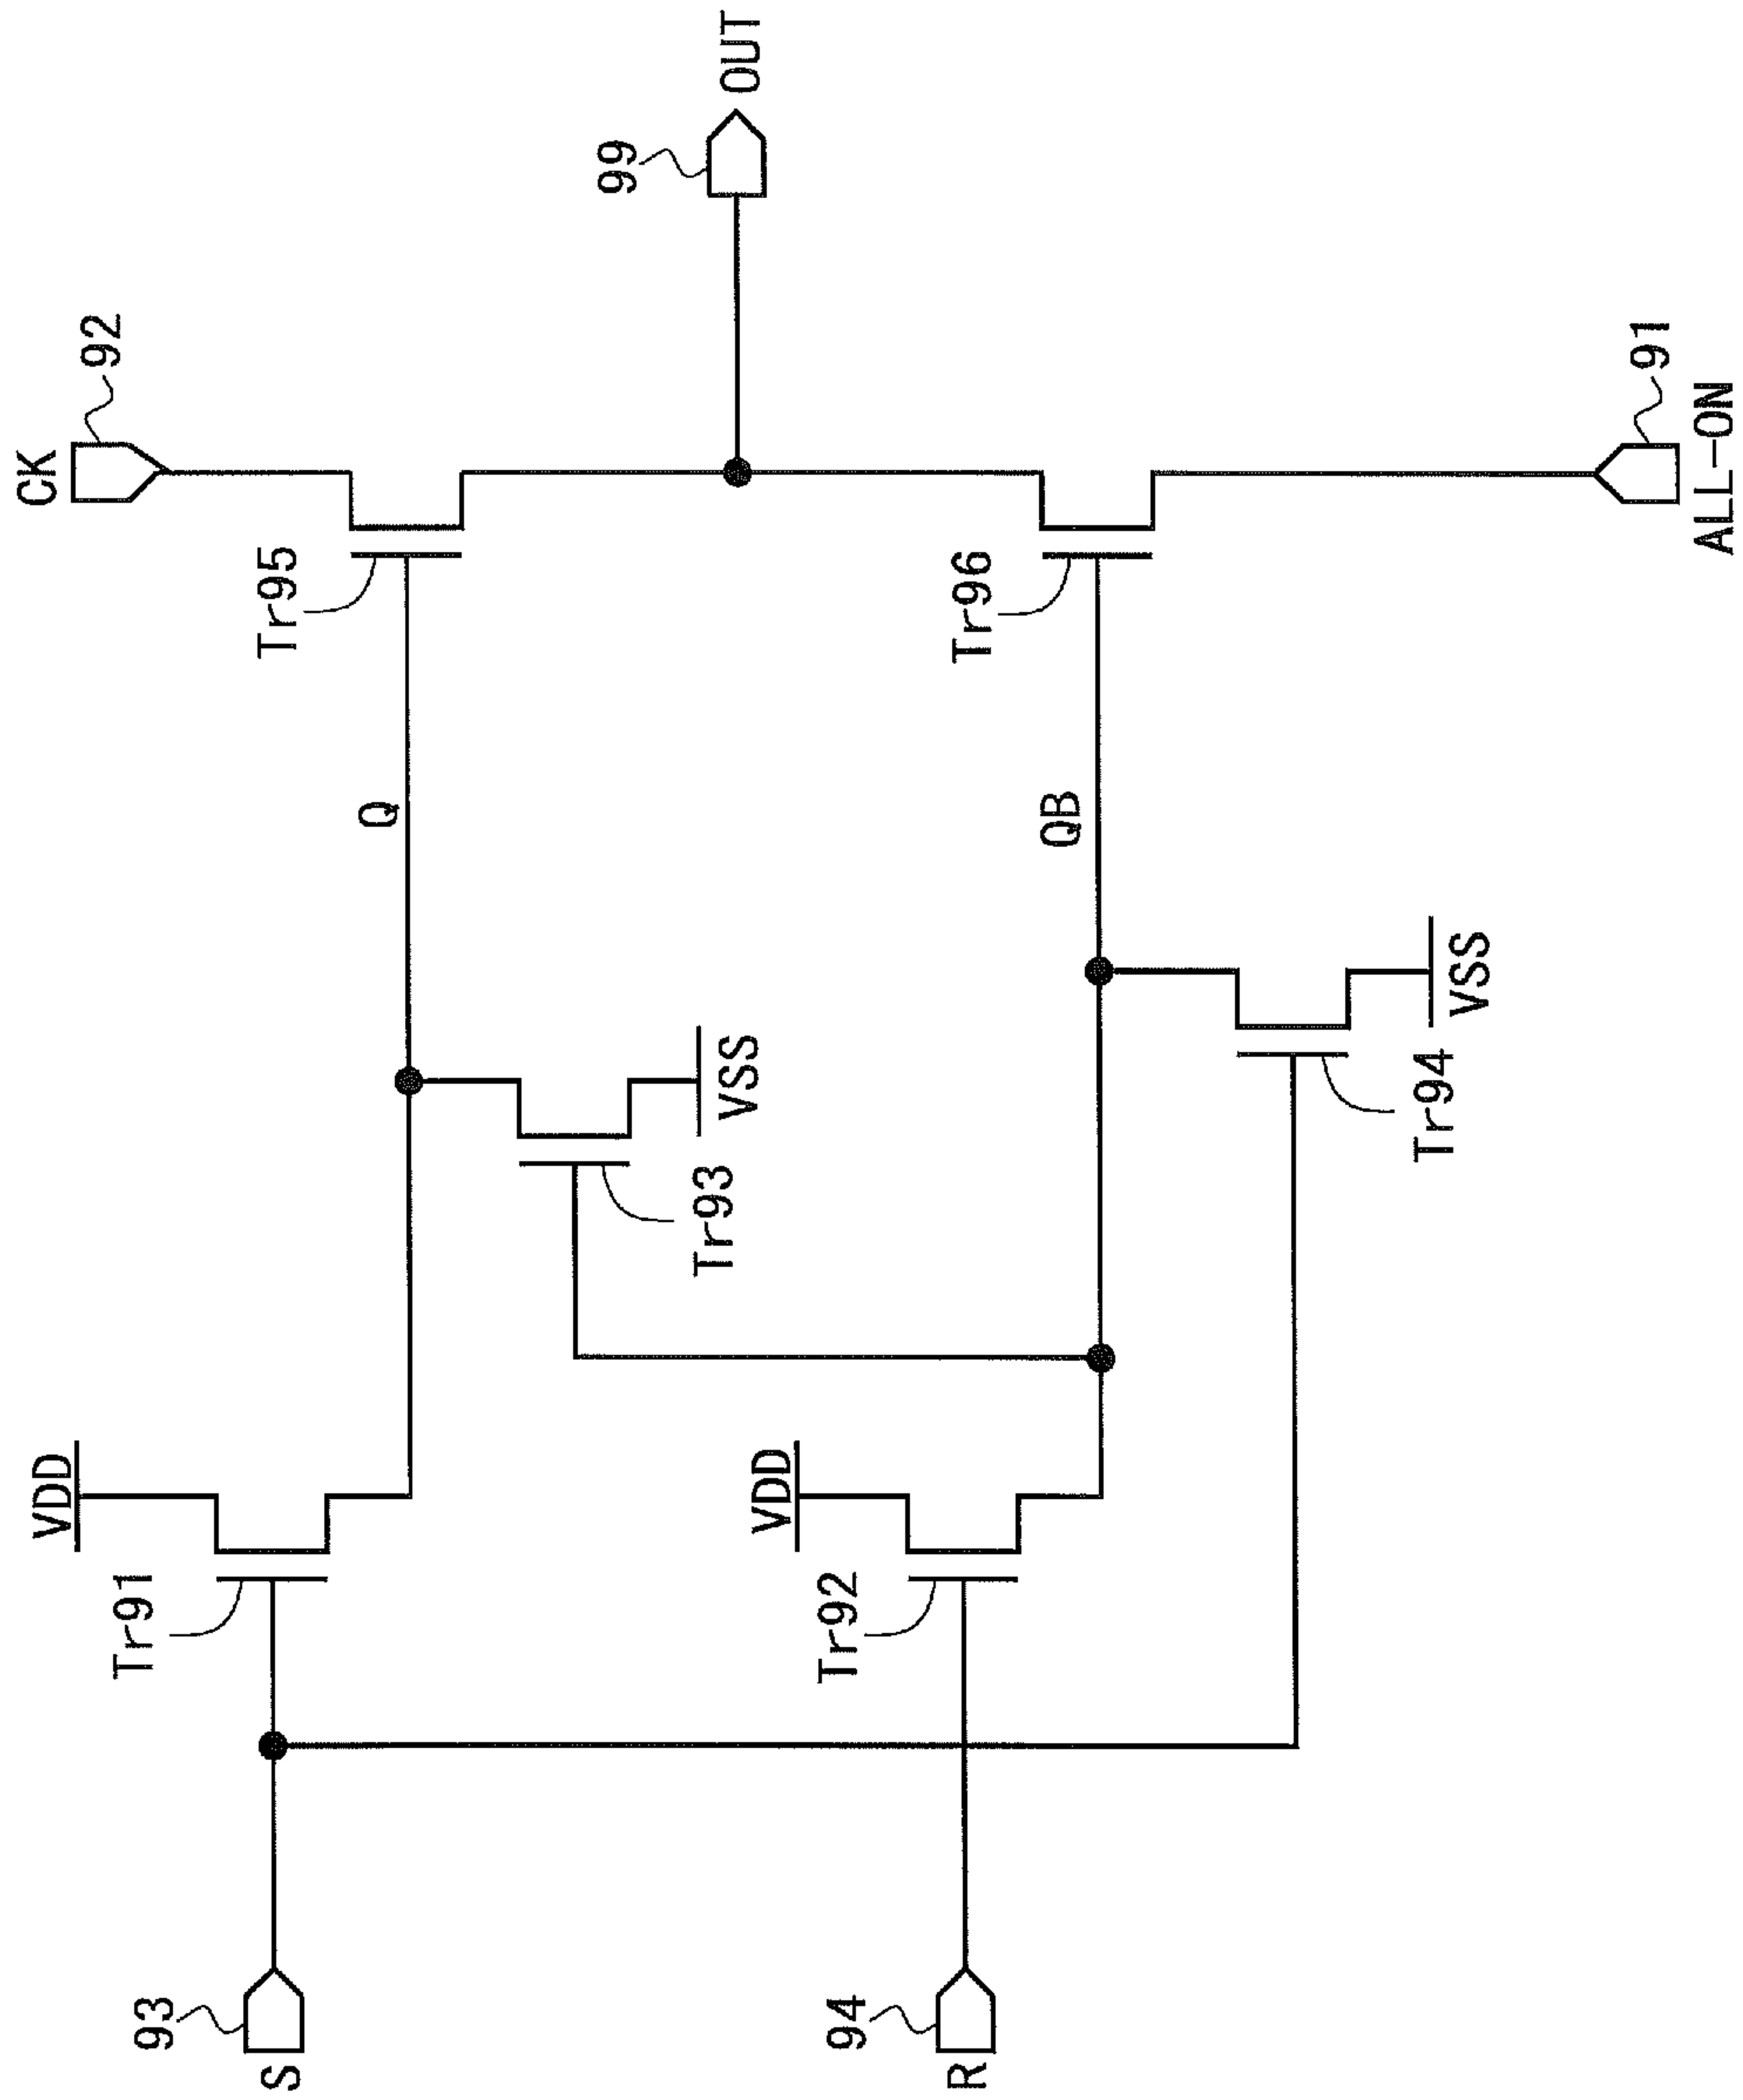 CK
92
OUT
99
Tr95
Q
VDD
Tr91
VSS
Tr93
93
S
VDD
Tr92
QB
Tr96
94
R
VSS
Tr94
91
ALL-ON